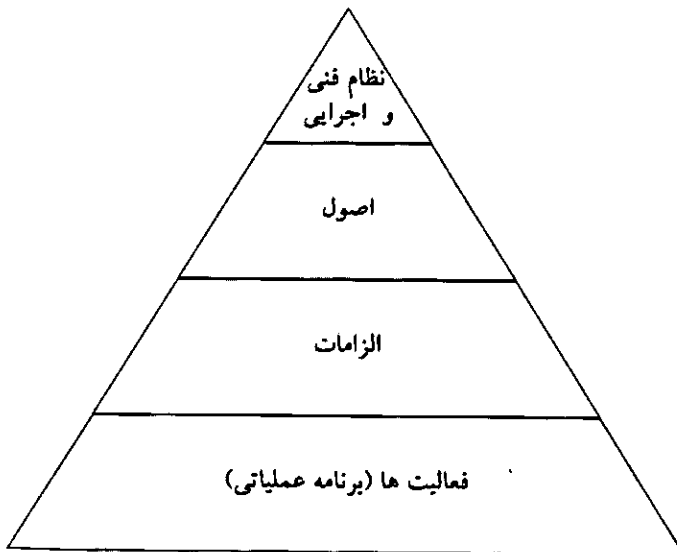 نظام فنی
و اجرایی
اصول
الزامات
فعالیت ها (برنامه عملیاتی)